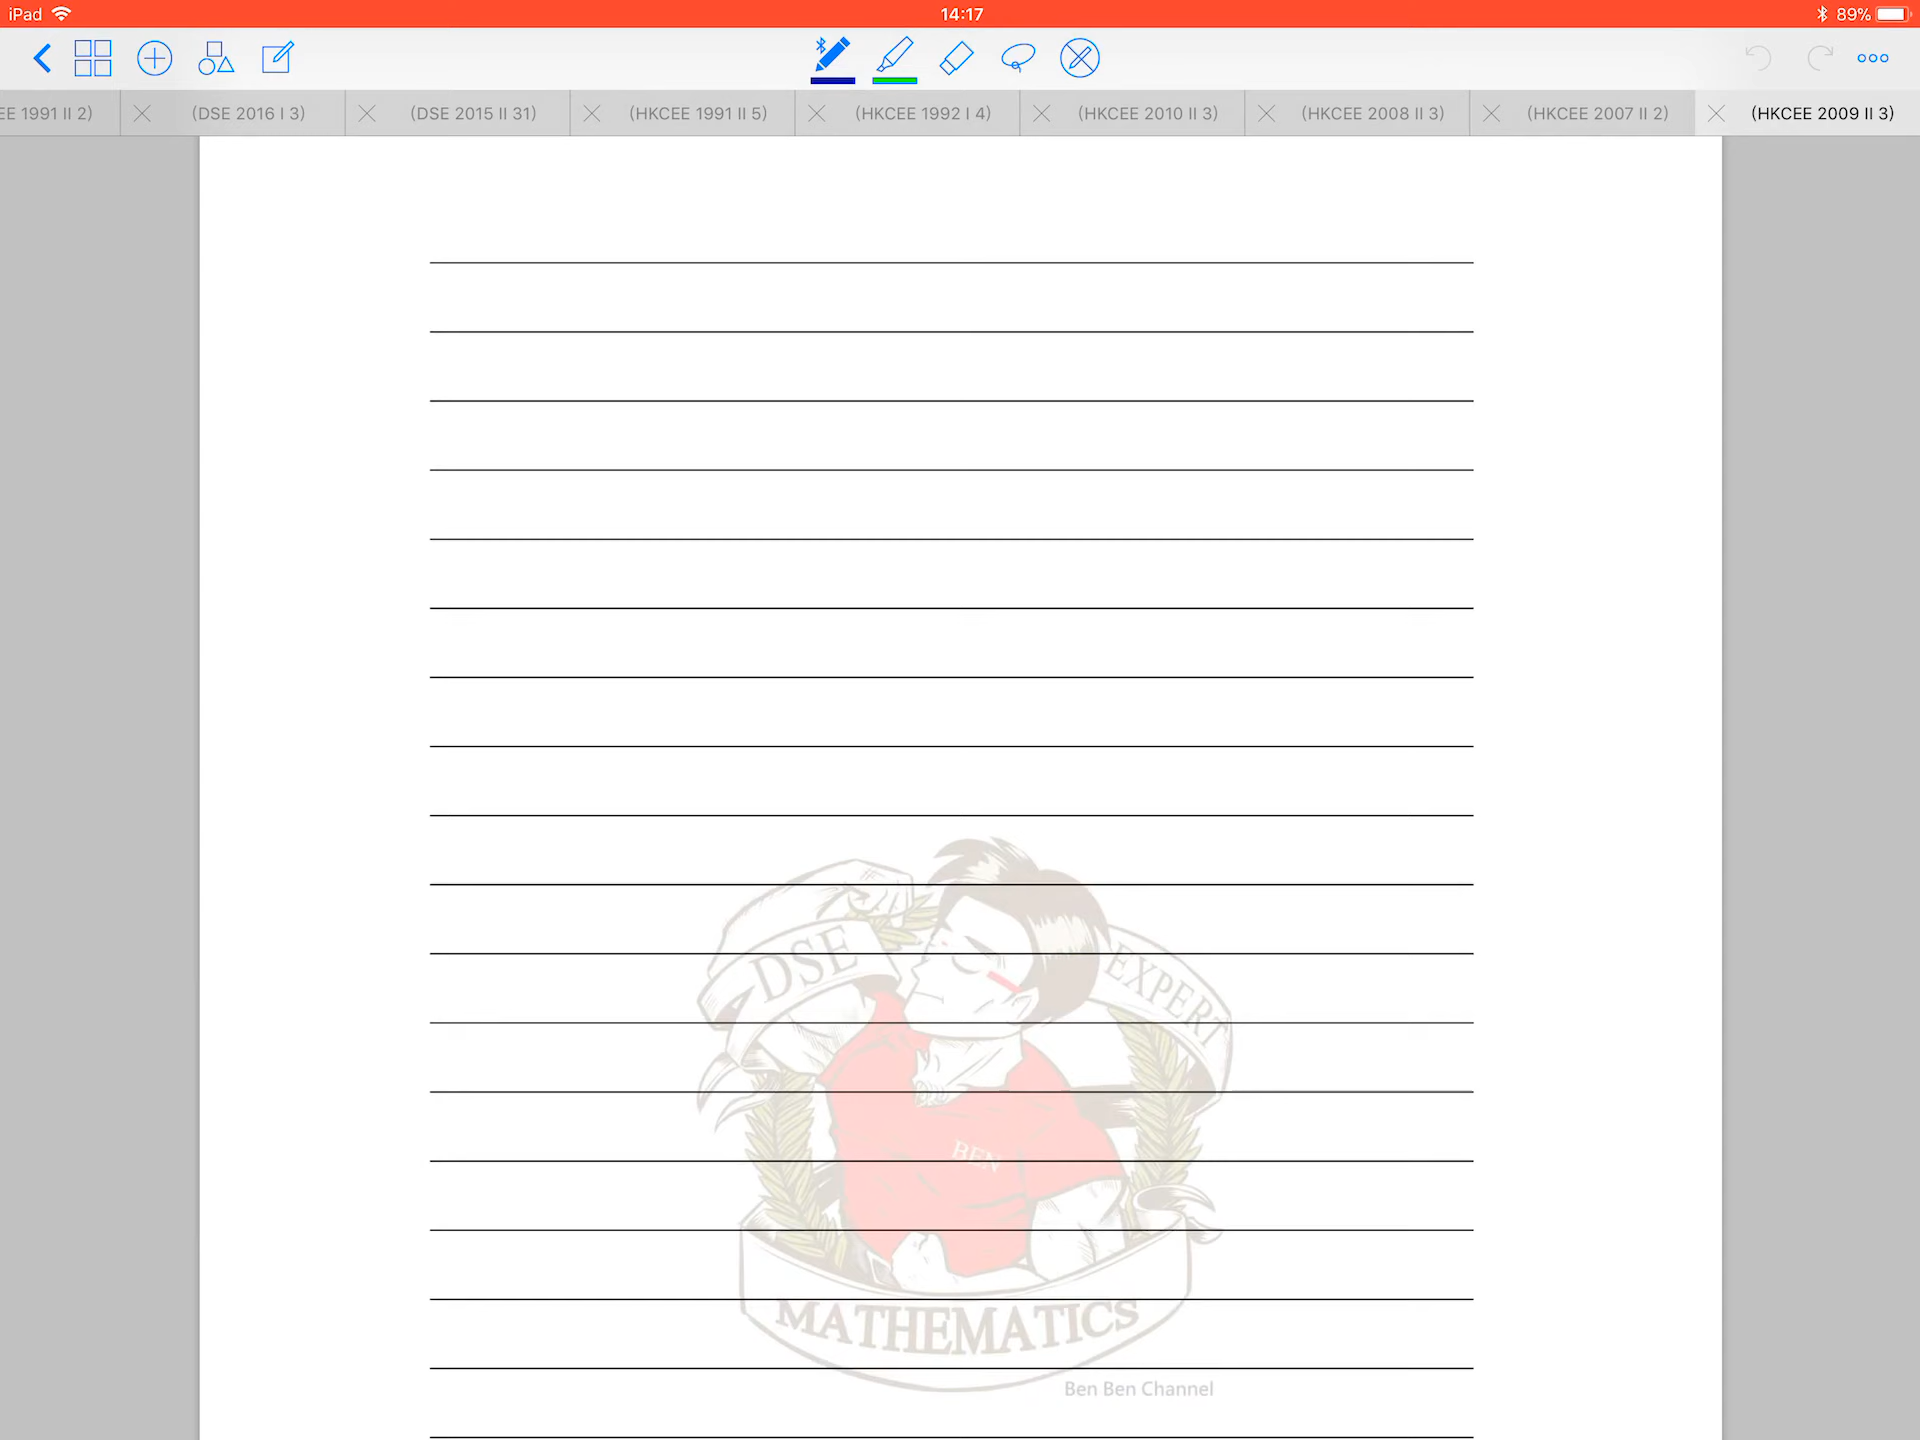 iPad 14:17 89%
EE 1991 II 2) (DSE 2016 I 3) (DSE 2015 II 31) (HKCEE 1991 II 5) (HKCEE 1992 I 4) (HKCEE 2010 II 3) (HKCEE 2008 II 3) (HKCEE 2007 II 2) (HKCEE 2009 II 3)
DSE EXPERT
BEN
MATHEMATICS
Ben Ben Channel